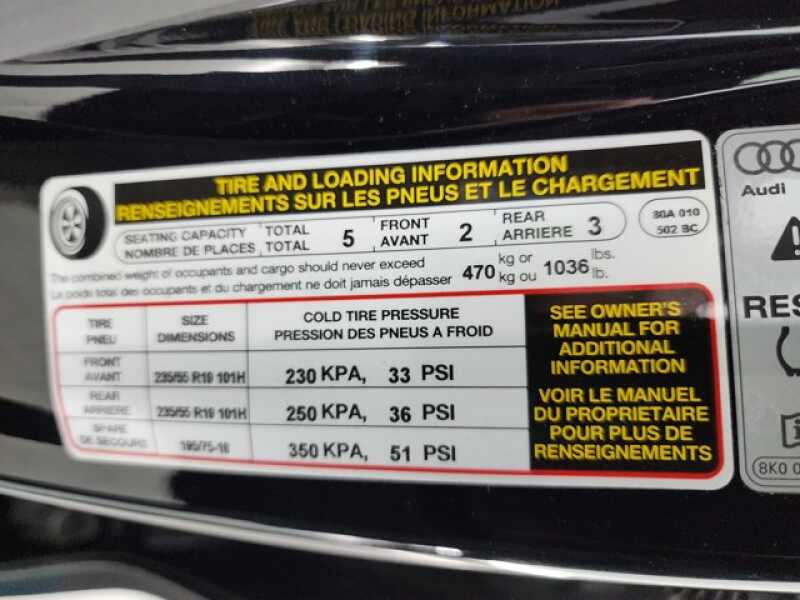 TIRE AND LOADING INFORMATION
RENSEIGNEMENTS SUR LES PNEUS ET LE CHARGEMENT
SEATING CAPACITY TOTAL 5 FRONT 2 REAR 3
NOMBRE DE PLACES TOTAL AVANT ARRIERE
80A 010
502 BC
The combined weight of occupants and cargo should never exceed 470 kg or 1036 lbs.
Le poids total des occupants et du chargement ne doit jamais dépasser kg ou lb.
TIRE SIZE COLD TIRE PRESSURE
PNEU DIMENSIONS PRESSION DES PNEUS A FROID
FRONT
AVANT 235/55 R19 101H 230 KPA, 33 PSI
REAR
ARRIERE 235/55 R19 101H 250 KPA, 36 PSI
SPARE
DE SECOURS 195/75-18 350 KPA, 51 PSI
SEE OWNER'S
MANUAL FOR
ADDITIONAL
INFORMATION
VOIR LE MANUEL
DU PROPRIETAIRE
POUR PLUS DE
RENSEIGNEMENTS
Audi
RES
8K0 0